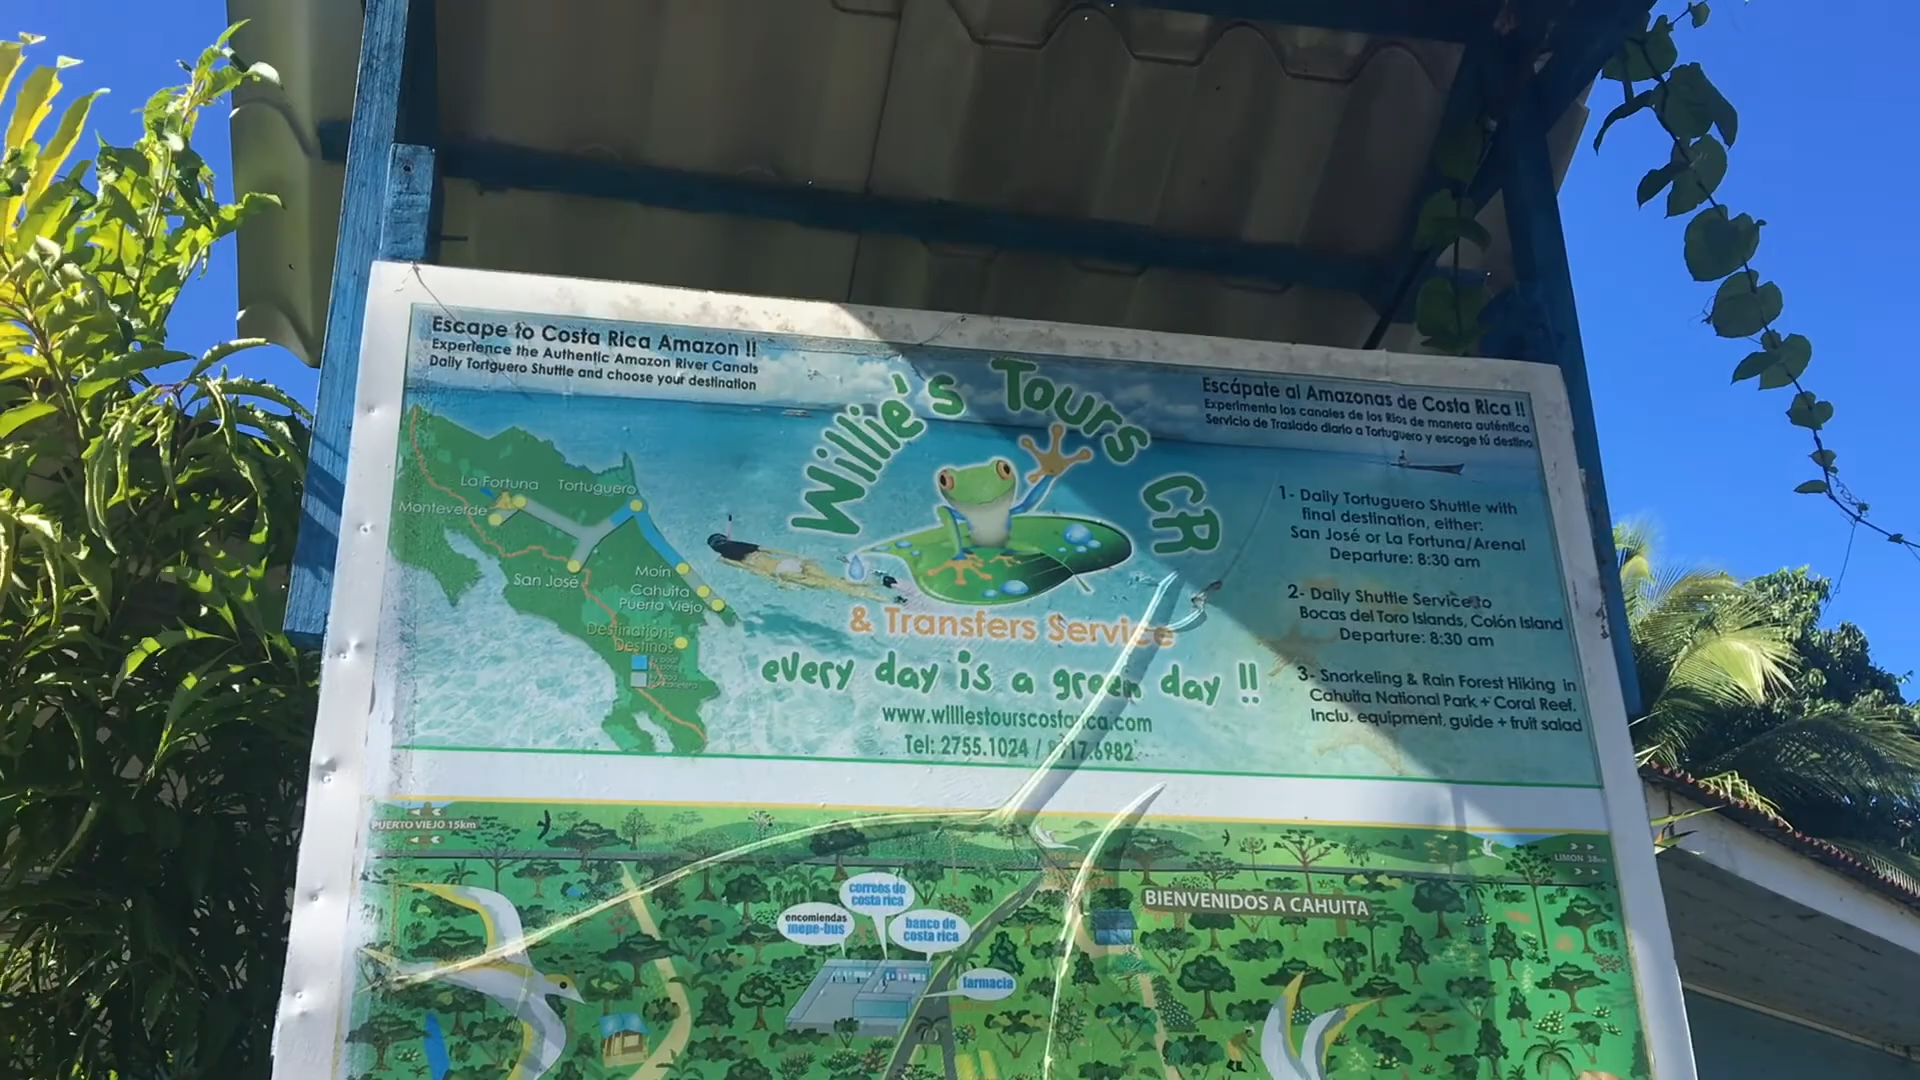 Escape to Costa Rica Amazon !!
Experience the Authentic Amazon River Canals
Daily Tortguero Shuttle and choose your destination
Willie's Tours CR
& Transfers Service
every day is a green day !!
www.williestourscostarica.com
Tel: 2755.1024 / 8917.6982
Escápate al Amazonas de Costa Rica !!
Experimenta los canales de los Rios de manera auténtica
Servicio de Traslado diario a Tortuguero y escoge tú destino
1- Daily Tortuguero Shuttle with
final destination, either:
San José or La Fortuna/Arenal
Departure: 8:30 am
2- Daily Shuttle Service to
Bocas del Toro Islands, Colón Island
Departure: 8:30 am
3- Snorkeling & Rain Forest Hiking in
Cahuita National Park + Coral Reef.
Inclu. equipment, guide + fruit salad
La Fortuna
Tortuguero
Monteverde
San José
Moín
Cahuita
Puerto Viejo
Destinations
Destinos
PUERTO VIEJO 15km
LIMON 38km
BIENVENIDOS A CAHUITA
correos de
costa rica
encomiendas
mepe-bus
banco de
costa rica
farmacia